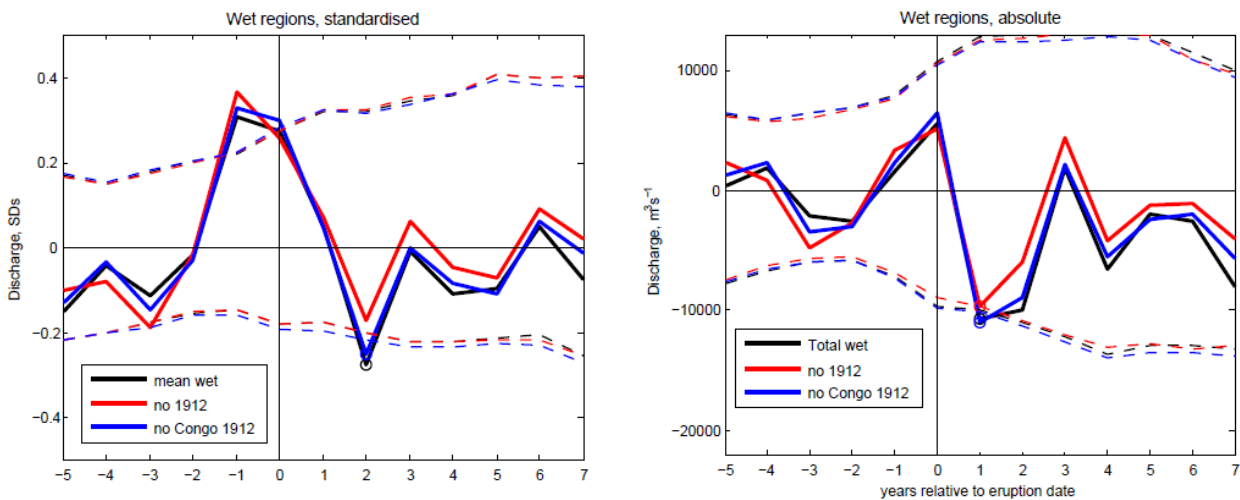 Wet regions, standardised
Discharge, SDs
0.4
0.2
0
−0.2
−0.4
mean wet
no 1912
no Congo 1912
−5 −4 −3 −2 −1 0 1 2 3 4 5 6 7
Wet regions, absolute
Discharge, m³s⁻¹
10000
0
−10000
−20000
Total wet
no 1912
no Congo 1912
−5 −4 −3 −2 −1 0 1 2 3 4 5 6 7
years relative to eruption date